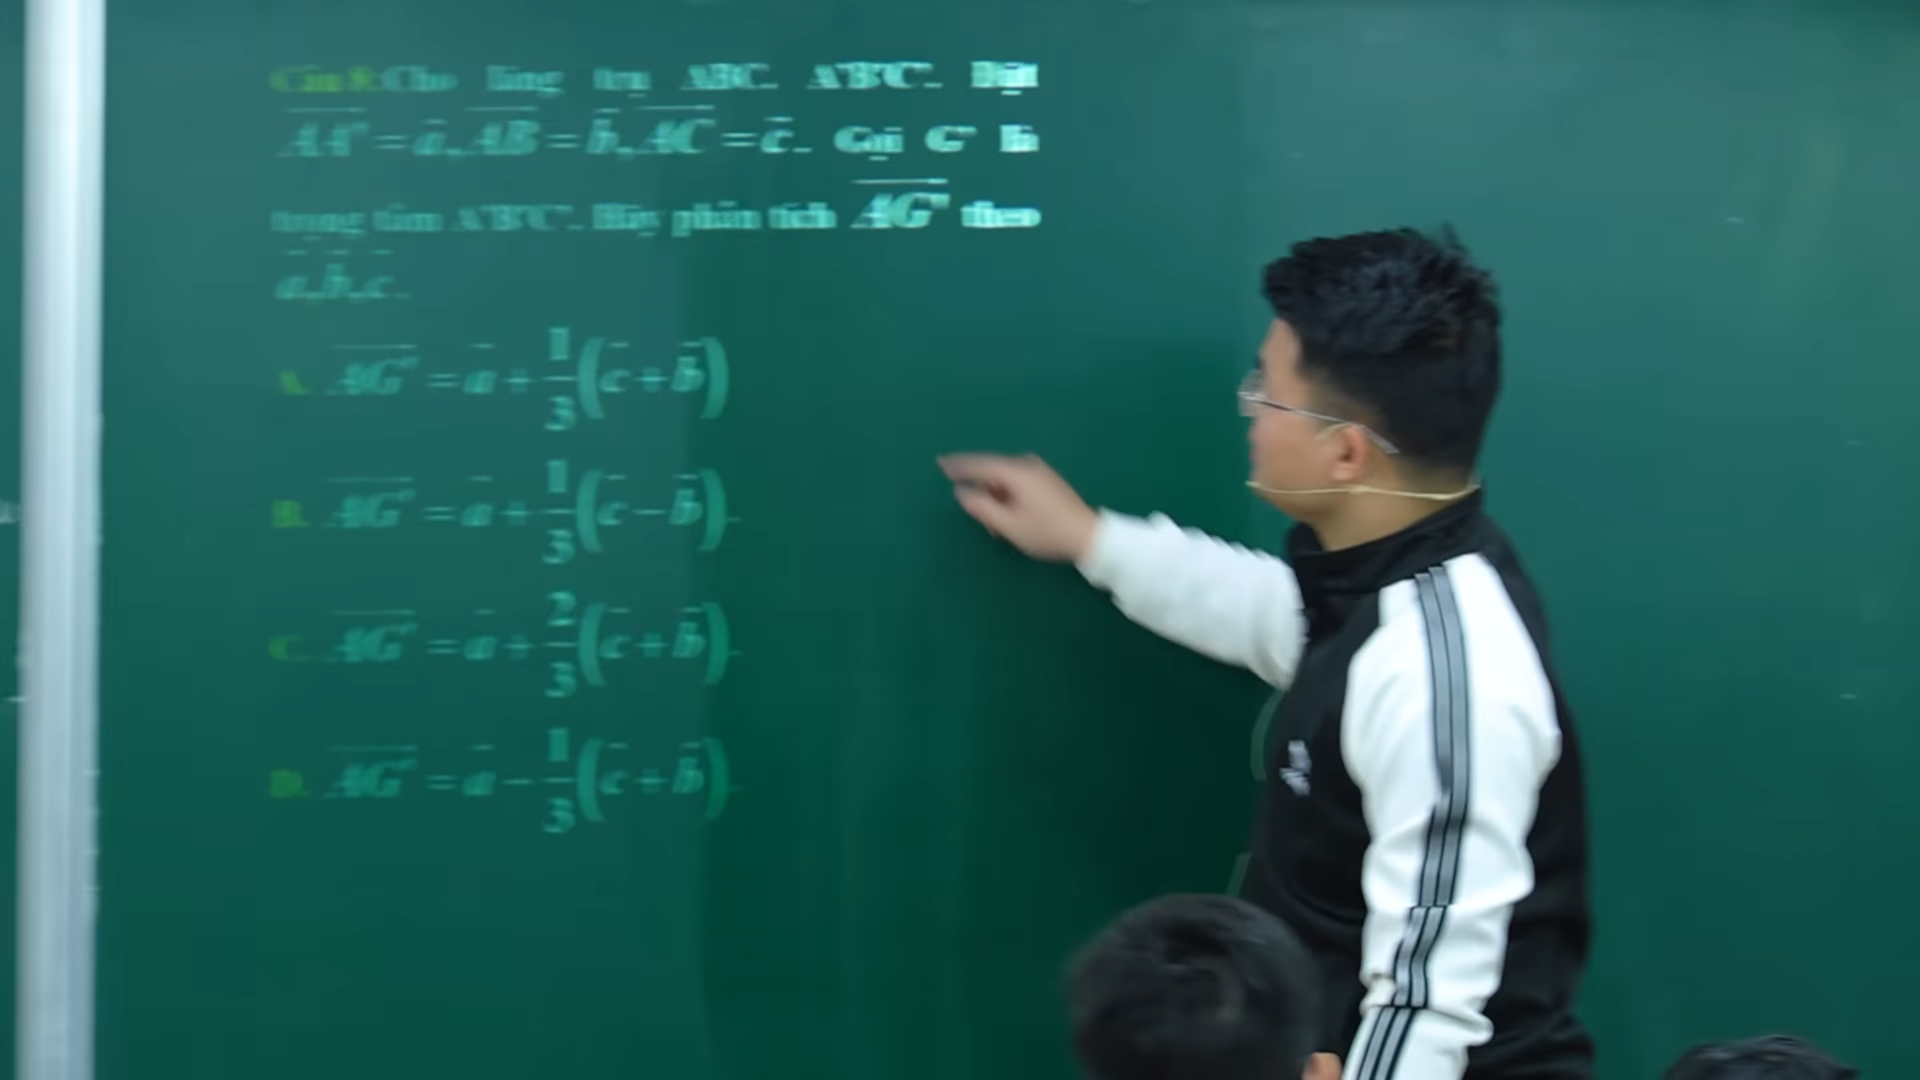 Câu 8: Cho lăng trụ ABC. A'B'C'. Đặt
AA' = a, AB = b, AC = c. Gọi G' là
trọng tâm A'B'C'. Hãy phân tích AG' theo
a, b, c.
A. AG' = a + 1/3 (c + b)
B. AG' = a + 1/3 (c - b).
C. AG' = a + 2/3 (c + b).
D. AG' = a - 1/3 (c + b).